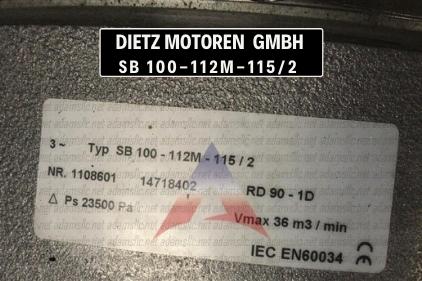 DIETZ MOTOREN GMBH
SB 100-112M-115/2
3~ Typ SB 100 - 112M - 115 / 2
NR. 1108601 14718402 RD 90 - 1D
Δ Ps 23500 Pa Vmax 36 m3 / min
IEC EN60034 CE